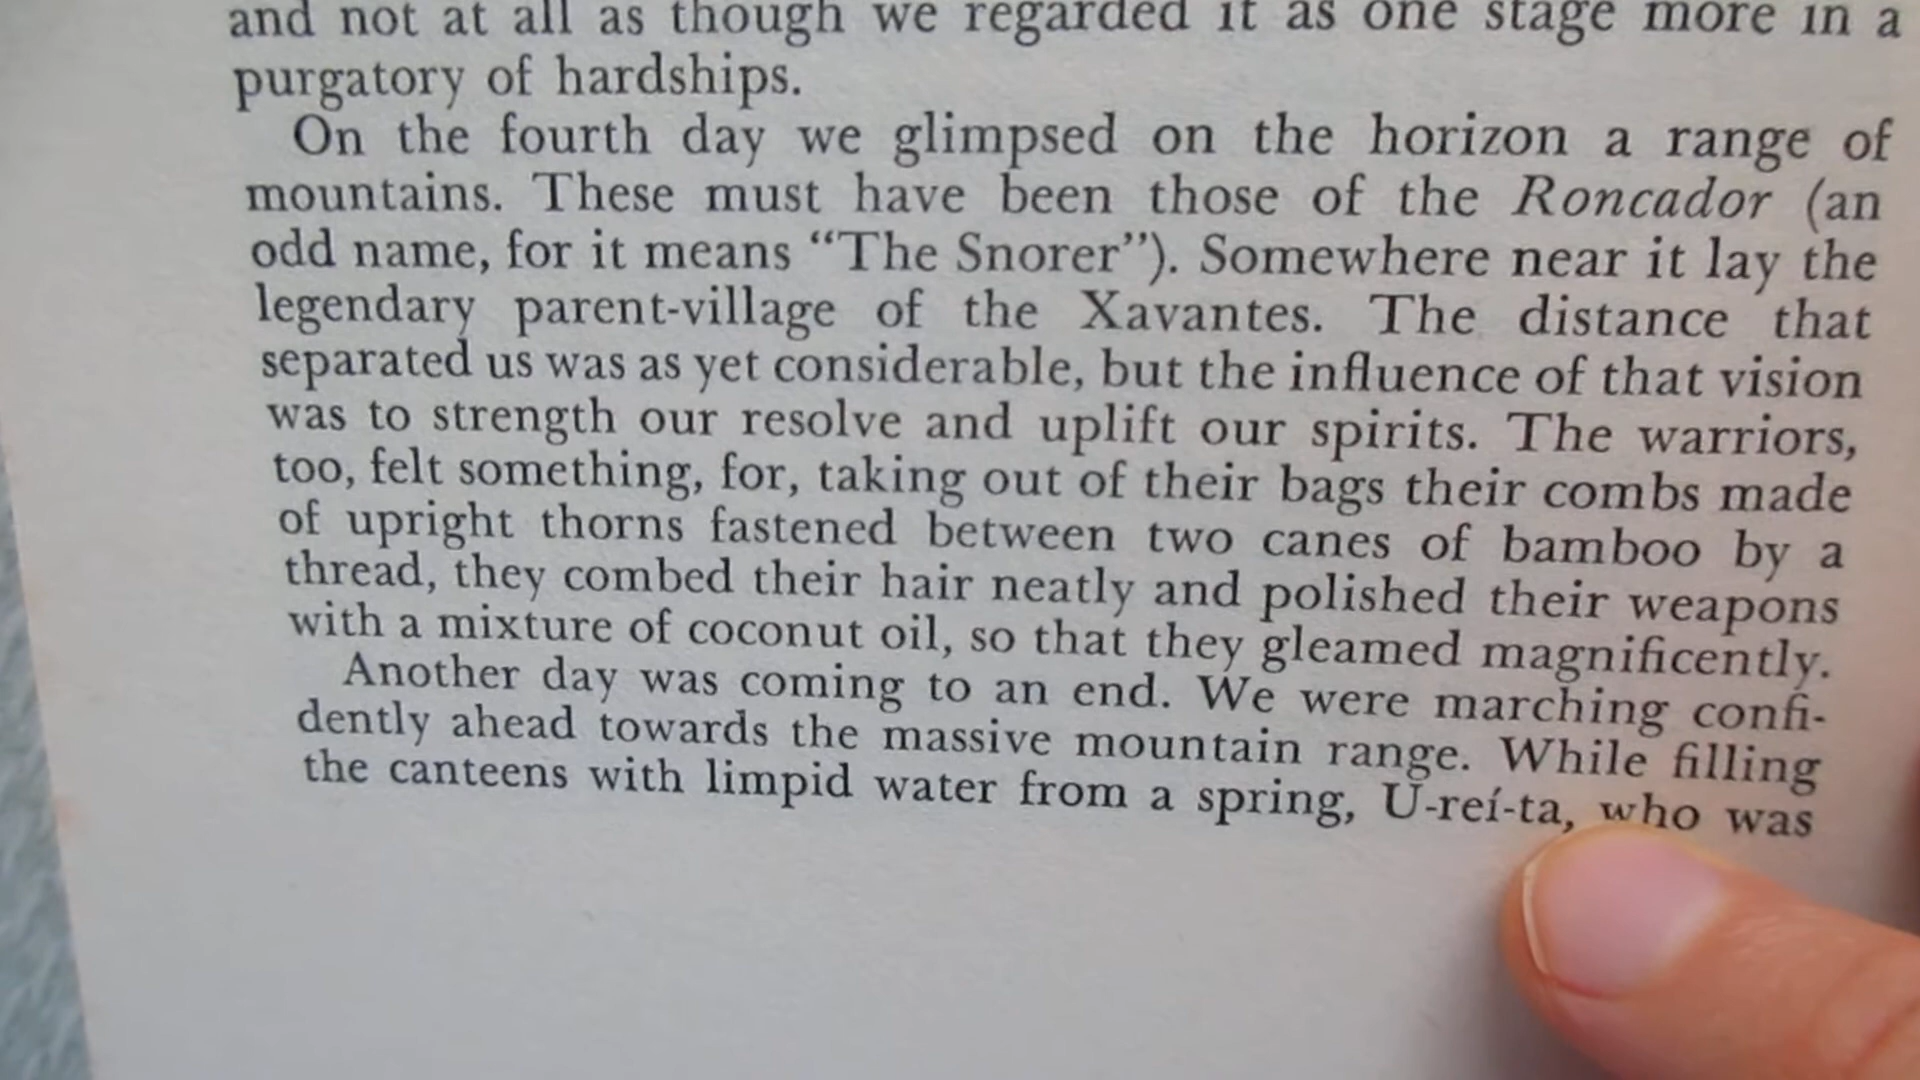 and not at all as though we regarded it as one stage more in a
purgatory of hardships.
On the fourth day we glimpsed on the horizon a range of
mountains. These must have been those of the Roncador (an
odd name, for it means “The Snorer”). Somewhere near it lay the
legendary parent-village of the Xavantes. The distance that
separated us was as yet considerable, but the influence of that vision
was to strength our resolve and uplift our spirits. The warriors,
too, felt something, for, taking out of their bags their combs made
of upright thorns fastened between two canes of bamboo by a
thread, they combed their hair neatly and polished their weapons
with a mixture of coconut oil, so that they gleamed magnificently.
Another day was coming to an end. We were marching confi-
dently ahead towards the massive mountain range. While filling
the canteens with limpid water from a spring, U-reí-ta, who was